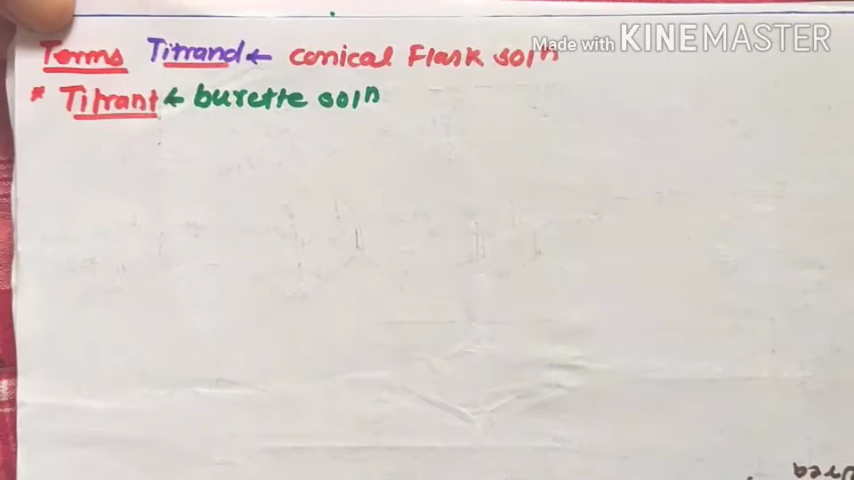 Terms Titrand ← conical Flask solⁿ
Made with KINEMASTER
* Titrant ← burette solⁿ